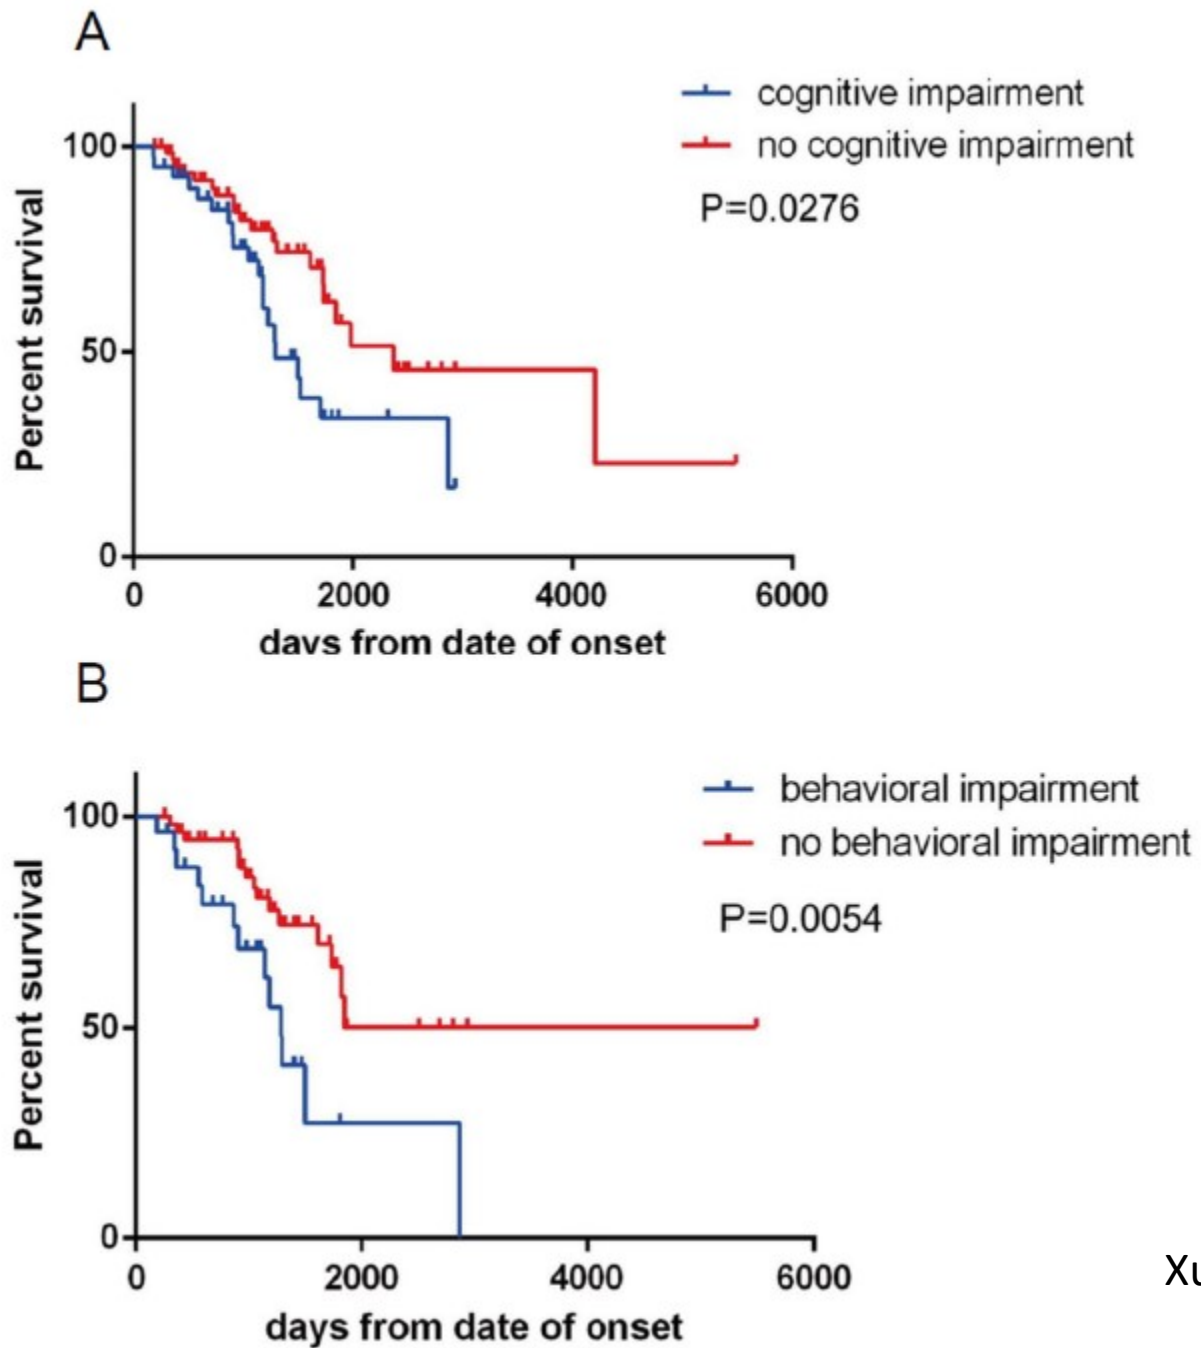 A
cognitive impairment
no cognitive impairment
P=0.0276
Percent survival
100
50
0
0 2000 4000 6000
days from date of onset
B
behavioral impairment
no behavioral impairment
P=0.0054
Percent survival
100
50
0
0 2000 4000 6000
days from date of onset
Xu